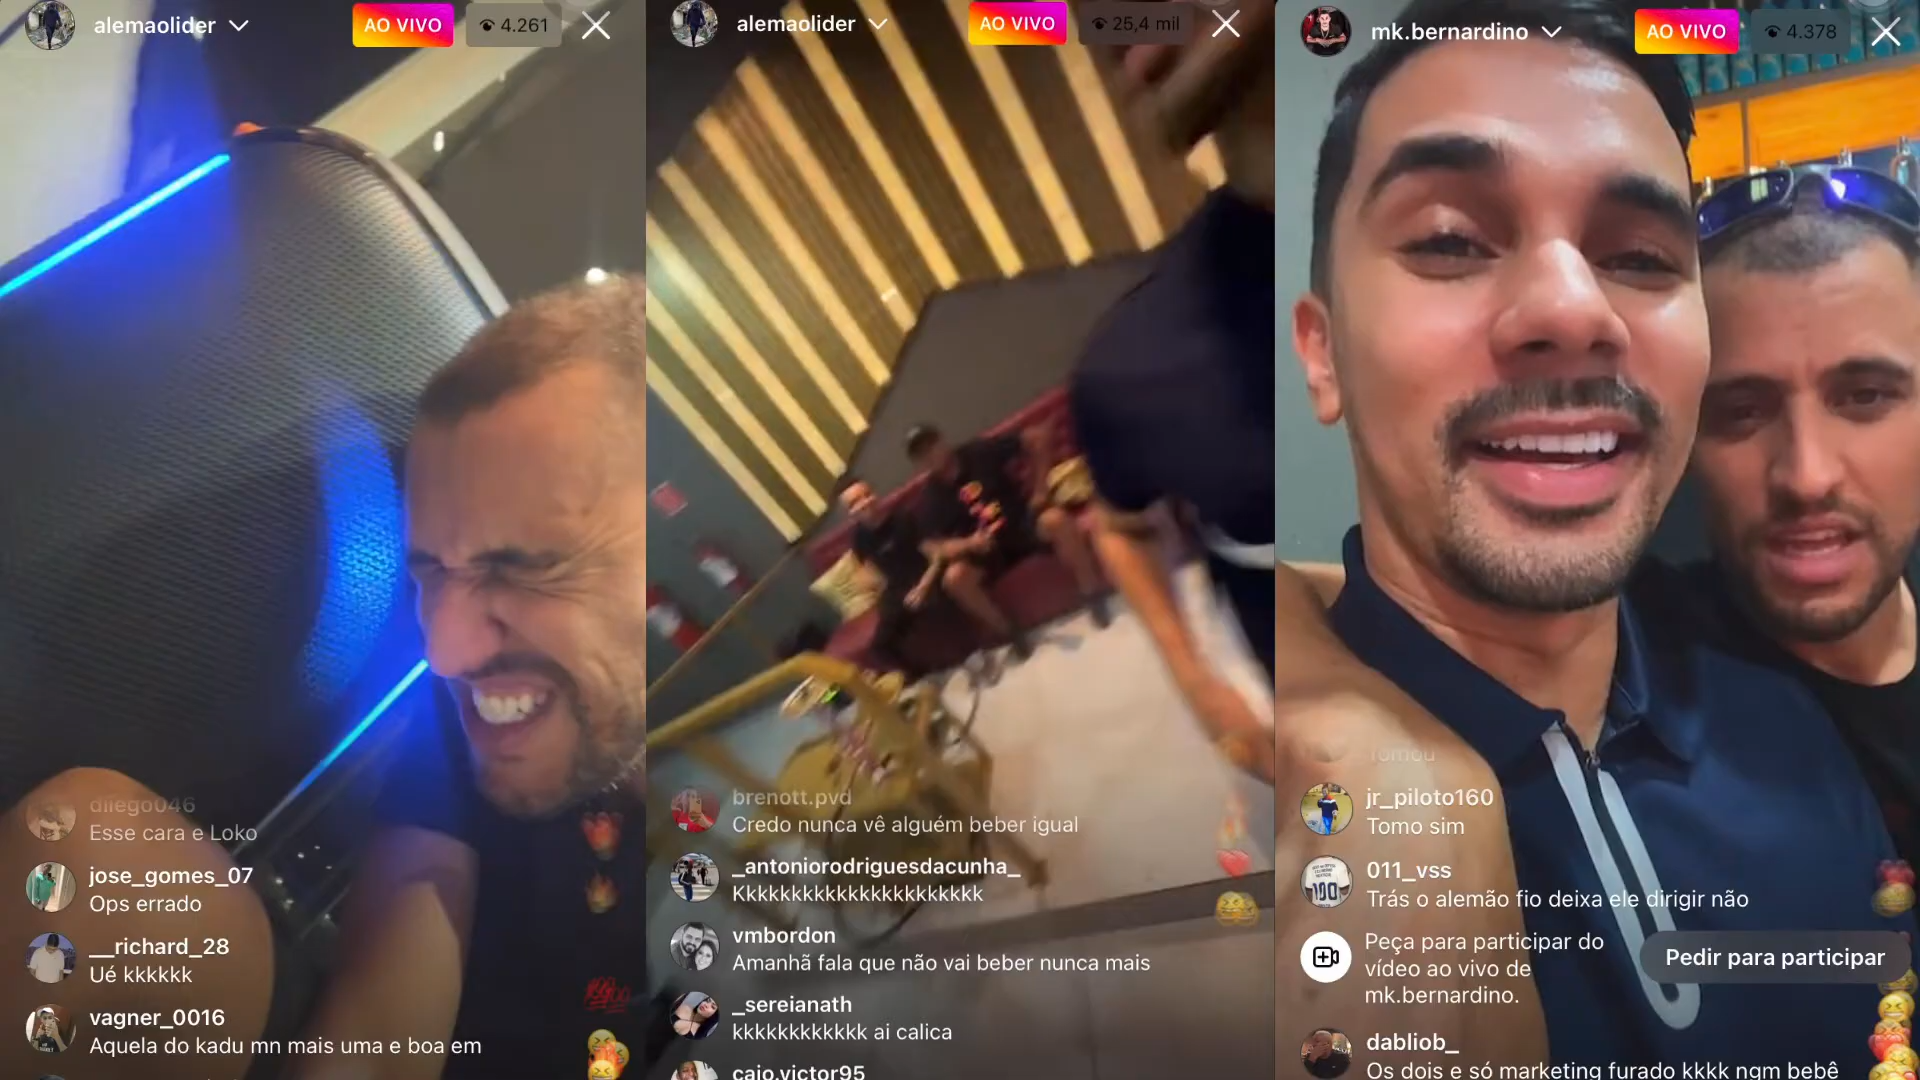 alemaolider
AO VIVO
4.261
diiego046
Esse cara e Loko
jose_gomes_07
Ops errado
__richard_28
Ué kkkkkk
vagner_0016
Aquela do kadu mn mais uma e boa em
alemaolider
AO VIVO
25,4 mil
brenott.pvd
Credo nunca vê alguém beber igual
_antoniorodriguesdacunha_
Kkkkkkkkkkkkkkkkkkkkk
vmbordon
Amanhã fala que não vai beber nunca mais
_sereianath
kkkkkkkkkkkk ai calica
caio.victor95
mk.bernardino
AO VIVO
4.378
Tomou
jr_piloto160
Tomo sim
011_vss
Trás o alemão fio deixa ele dirigir não
Peça para participar do
vídeo ao vivo de
mk.bernardino.
Pedir para participar
dabliob_
Os dois e só marketing furado kkkk ngm bebê